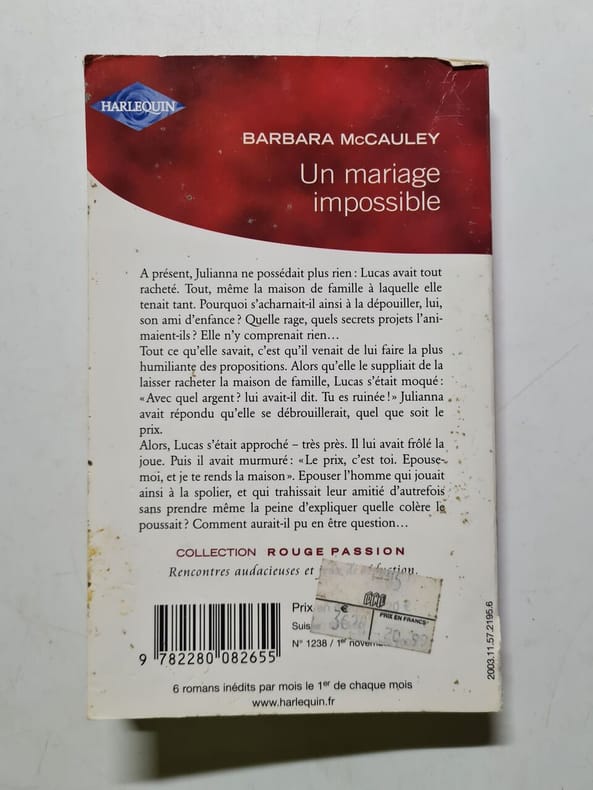 HARLEQUIN
BARBARA McCAULEY
Un mariage
impossible
A présent, Julianna ne possédait plus rien : Lucas avait tout
racheté. Tout, même la maison de famille à laquelle elle
tenait tant. Pourquoi s'acharnait-il ainsi à la dépouiller, lui,
son ami d'enfance ? Quelle rage, quels secrets projets l'ani-
maient-ils ? Elle n'y comprenait rien…
Tout ce qu'elle savait, c'est qu'il venait de lui faire la plus
humiliante des propositions. Alors qu'elle le suppliait de la
laisser racheter la maison de famille, Lucas s'était moqué :
« Avec quel argent ? lui avait-il dit. Tu es ruinée ! » Julianna
avait répondu qu'elle se débrouillerait, quel que soit le
prix.
Alors, Lucas s'était approché – très près. Il lui avait frôlé la
joue. Puis il avait murmuré : « Le prix, c'est toi. Epouse-
moi, et je te rends la maison ». Epouser l'homme qui jouait
ainsi à la spolier, et qui trahissait leur amitié d'autrefois
sans prendre même la peine d'expliquer quelle colère le
poussait ? Comment aurait-il pu en être question…
COLLECTION ROUGE PASSION
Rencontres audacieuses et
Prix
PRIX EN FRANCS
N° 1238 / 1er
9 782280 082655
2003.11.57.2195.6
6 romans inédits par mois le 1er de chaque mois
www.harlequin.fr